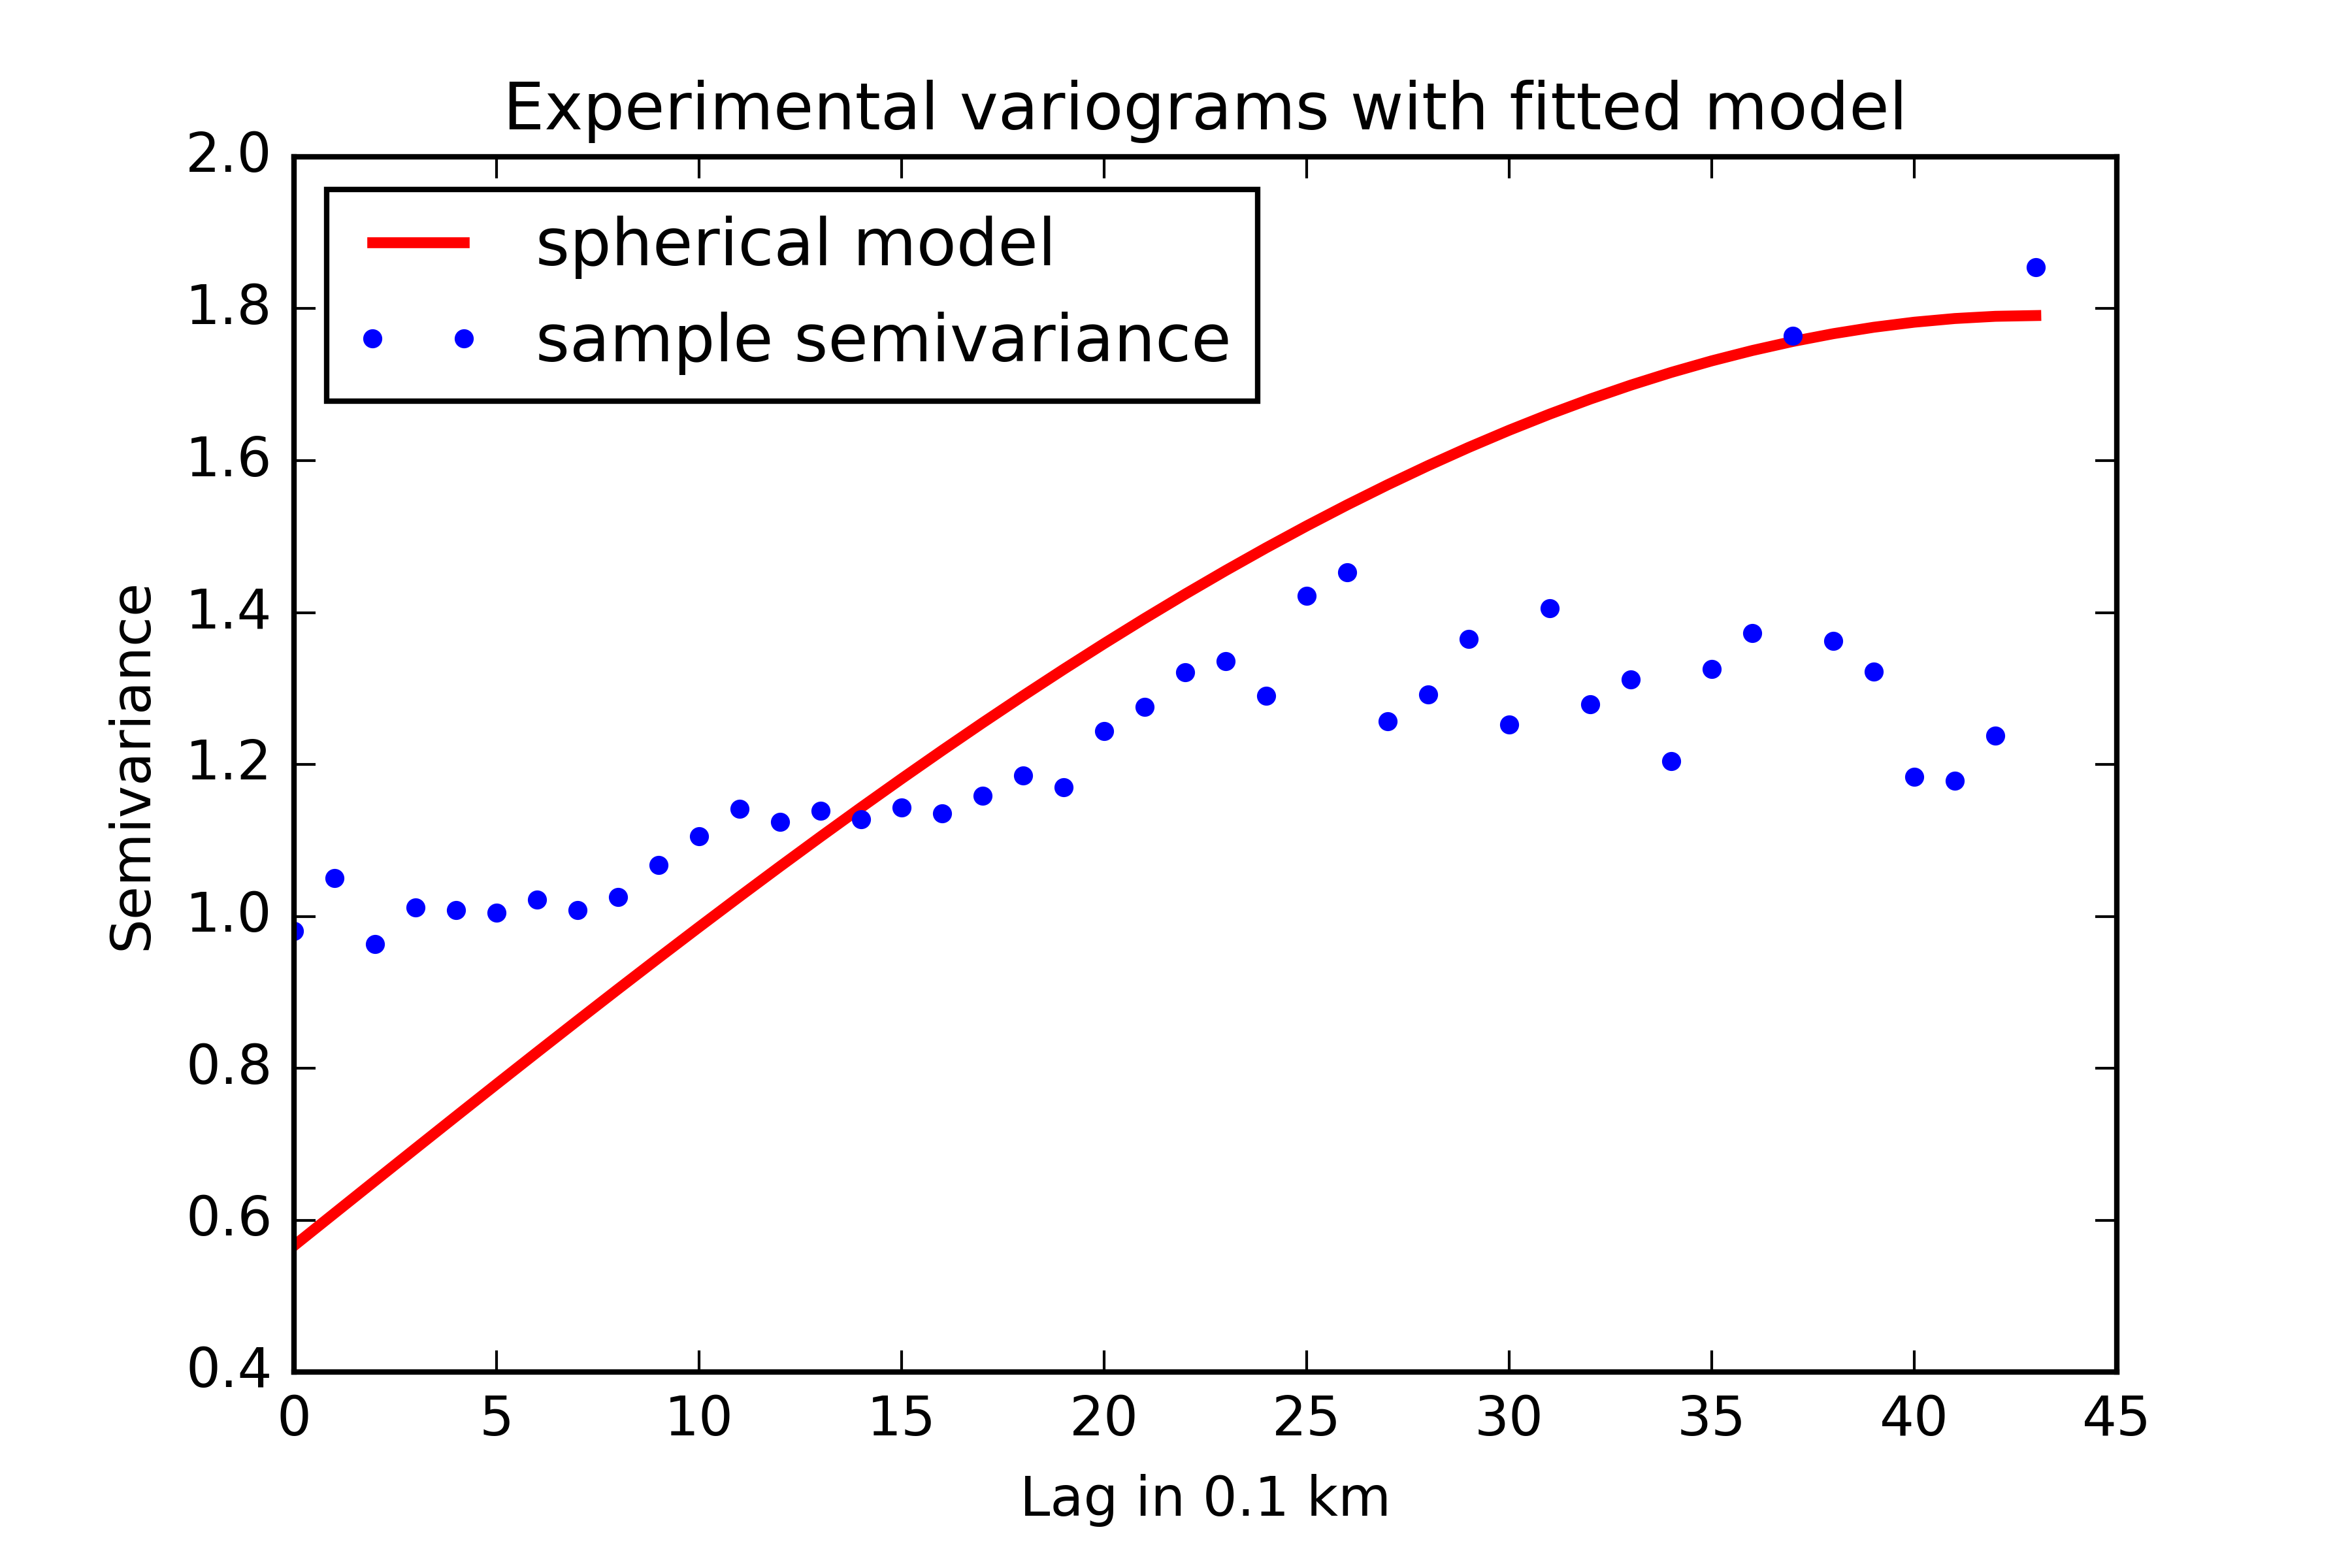 Experimental variograms with fitted model
2.0
1.8
1.6
1.4
1.2
1.0
0.8
0.6
0.4
Semivariance
spherical model
sample semivariance
0 5 10 15 20 25 30 35 40 45
Lag in 0.1 km